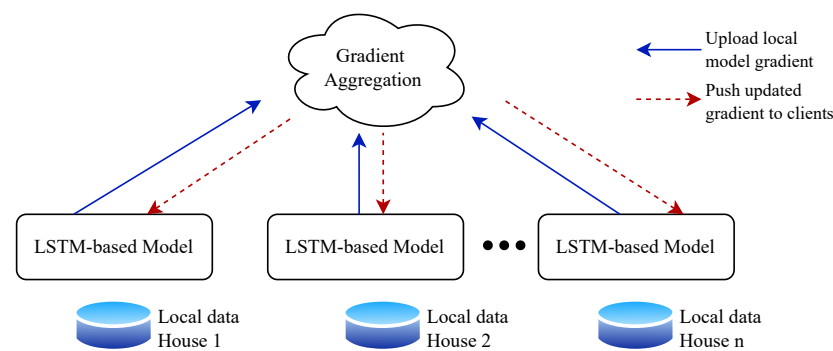 Gradient
Aggregation
Upload local
model gradient
Push updated
gradient to clients
LSTM-based Model
LSTM-based Model
LSTM-based Model
Local data
House 1
Local data
House 2
Local data
House n